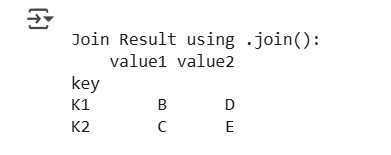 Join Result using .join():
value1 value2
key
K1 B D
K2 C E